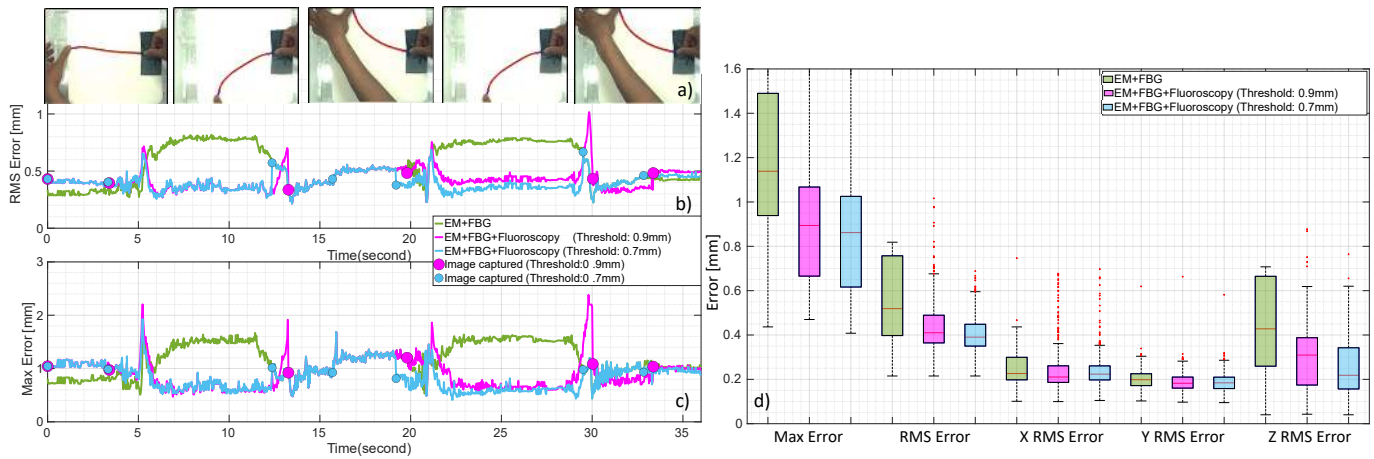 a)
RMS Error [mm]
1
0.5
0
b)
0 5 10 15 20 25 30 35
Time(second)
EM+FBG
EM+FBG+Fluoroscopy (Threshold: 0.9mm)
EM+FBG+Fluoroscopy (Threshold: 0.7mm)
Image captured (Threshold:0 .9mm)
Image captured (Threshold:0 .7mm)
Max Error [mm]
3
2
1
0
c)
0 5 10 15 20 25 30 35
Time(second)
Error [mm]
1.6
1.4
1.2
1
0.8
0.6
0.4
0.2
0
EM+FBG
EM+FBG+Fluoroscopy (Threshold: 0.9mm)
EM+FBG+Fluoroscopy (Threshold: 0.7mm)
d)
Max Error RMS Error X RMS Error Y RMS Error Z RMS Error